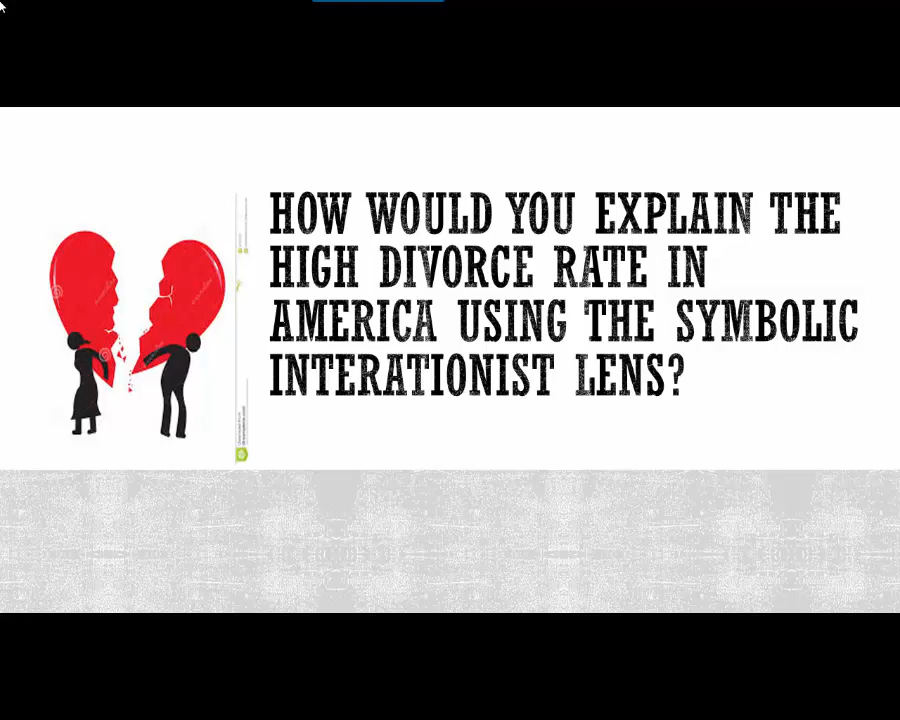 HOW WOULD YOU EXPLAIN THE
HIGH DIVORCE RATE IN
AMERICA USING THE SYMBOLIC
INTERATIONIST LENS?